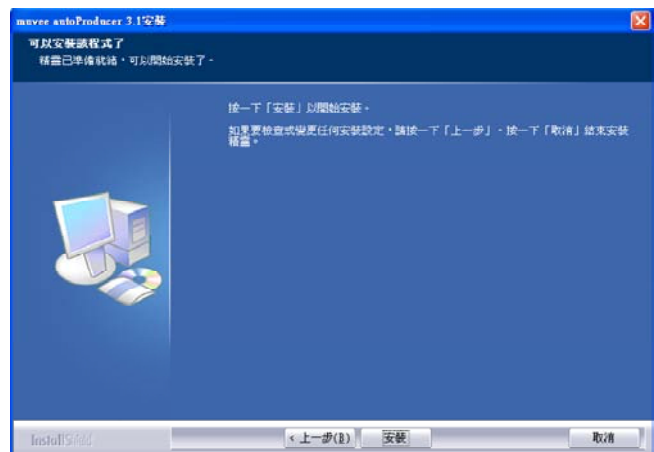 muvee autoProducer 3.1安裝
可以安裝該程式了
精靈已準備就緒，可以開始安裝了。
按一下「安裝」以開始安裝。
如果要檢查或變更任何安裝設定，請按一下「上一步」。按一下「取消」結束安裝
精靈。
InstallShield
< 上一步(B)
安裝
取消